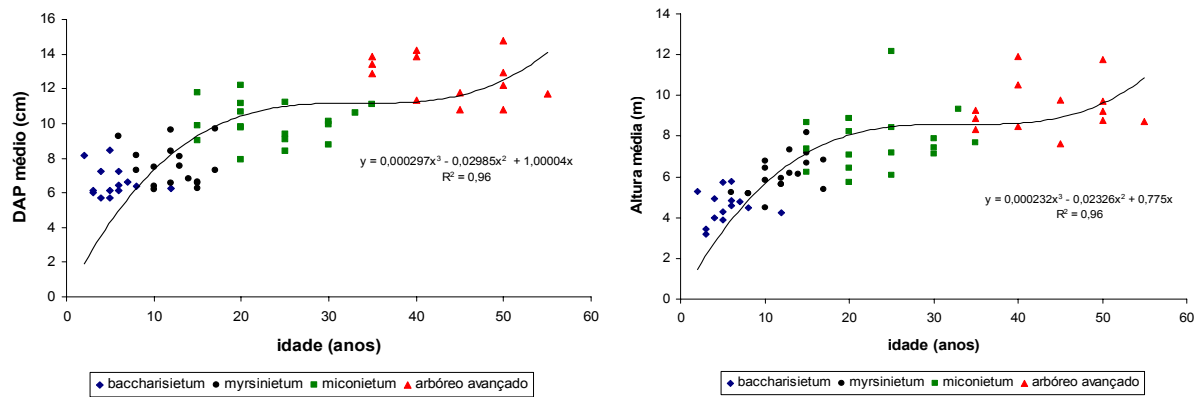 DAP médio (cm)
16
14
12
10
8
6
4
2
0
y = 0,000297x³ - 0,02985x² + 1,00004x
R² = 0,96
0 10 20 30 40 50 60
idade (anos)
baccharisietum myrsinietum miconietum arbóreo avançado
Altura média (m)
14
12
10
8
6
4
2
0
y = 0,000232x³ - 0,02326x² + 0,775x
R² = 0,96
0 10 20 30 40 50 60
idade (anos)
baccharisietum myrsinietum miconietum arbóreo avançado